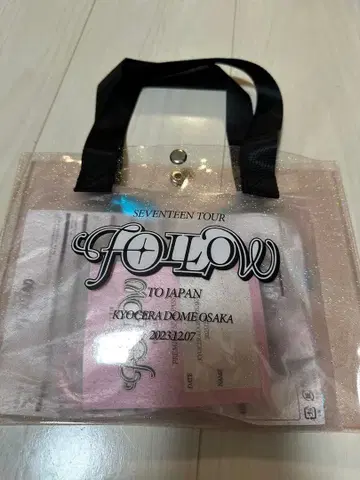 SEVENTEEN TOUR
FOLLOW
TO JAPAN
KYOCERA DOME OSAKA
2023.12.07